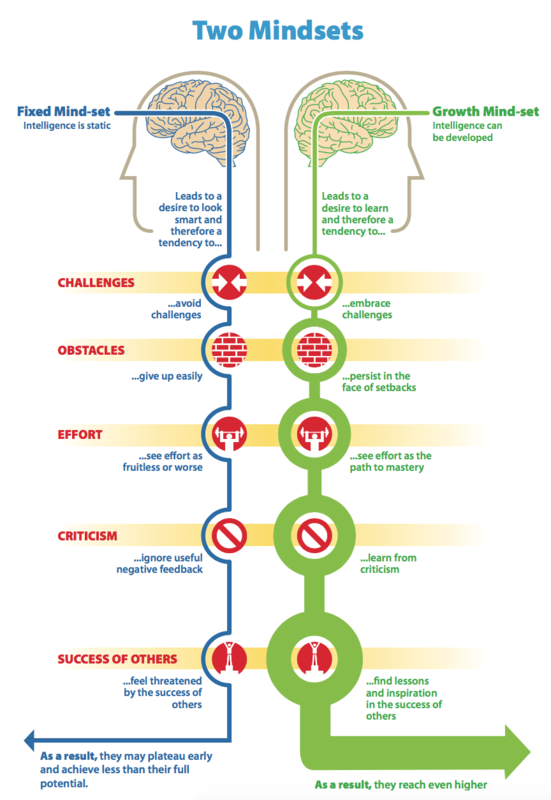 Two Mindsets
Fixed Mind-set
Intelligence is static
Growth Mind-set
Intelligence can
be developed
Leads to a
desire to look
smart and
therefore a
tendency to...
Leads to a
desire to learn
and therefore a
tendency to...
CHALLENGES
...avoid
challenges
...embrace
challenges
OBSTACLES
...give up easily
...persist in the
face of setbacks
EFFORT
...see effort as
fruitless or worse
...see effort as the
path to mastery
CRITICISM
...ignore useful
negative feedback
...learn from
criticism
SUCCESS OF OTHERS
...feel threatened
by the success of
others
...find lessons
and inspiration
in the success of
others
As a result, they may plateau early
and achieve less than their full
potential.
As a result, they reach even higher